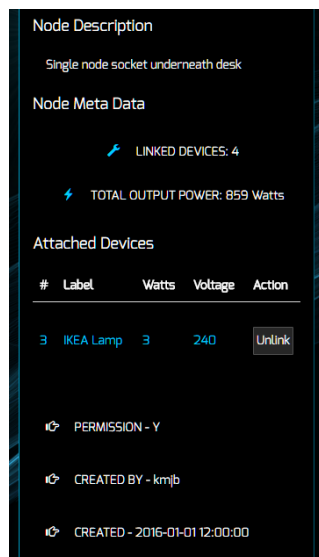 Node Description
Single node socket underneath desk
Node Meta Data
LINKED DEVICES: 4
TOTAL OUTPUT POWER: 859 Watts
Attached Devices
# Label Watts Voltage Action
3 IKEA Lamp 3 240 Unlink
PERMISSION - Y
CREATED BY - kmjb
CREATED - 2016-01-01 12:00:00